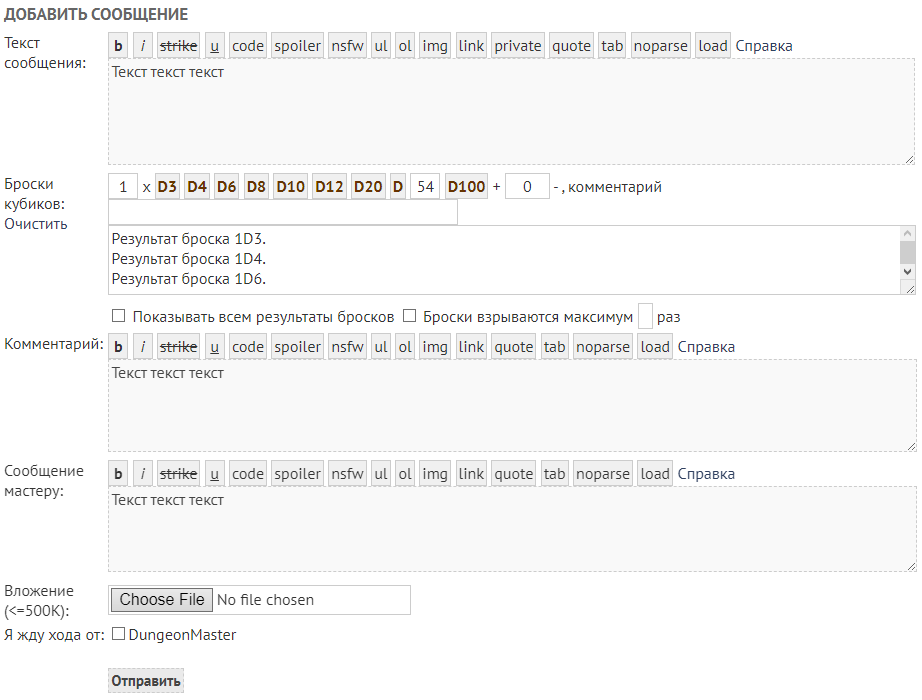 ДОБАВИТЬ СООБЩЕНИЕ
Текст сообщения:
b i strike u code spoiler nsfw ul ol img link private quote tab noparse load Справка
Текст текст текст
Броски кубиков:
Очистить
1 x D3 D4 D6 D8 D10 D12 D20 D 54 D100 + 0 - , комментарий
Результат броска 1D3.
Результат броска 1D4.
Результат броска 1D6.
Показывать всем результаты бросков Броски взрываются максимум раз
Комментарий:
b i strike u code spoiler nsfw ul ol img link quote tab noparse load Справка
Текст текст текст
Сообщение мастеру:
b i strike u code spoiler nsfw ul ol img link quote tab noparse load Справка
Текст текст текст
Вложение (<=500K):
Choose File No file chosen
Я жду хода от: DungeonMaster
Отправить